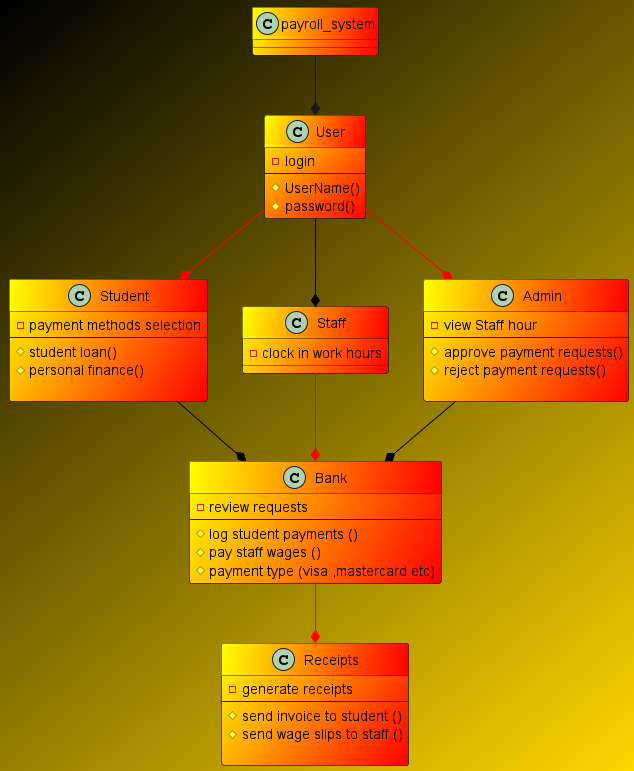 C payroll_system
C User
login
UserName()
password()
C Student
payment methods selection
student loan()
personal finance()
C Staff
clock in work hours
C Admin
view Staff hour
approve payment requests()
reject payment requests()
C Bank
review requests
log student payments ()
pay staff wages ()
payment type (visa ,mastercard etc)
C Receipts
generate receipts
send invoice to student ()
send wage slips to staff ()